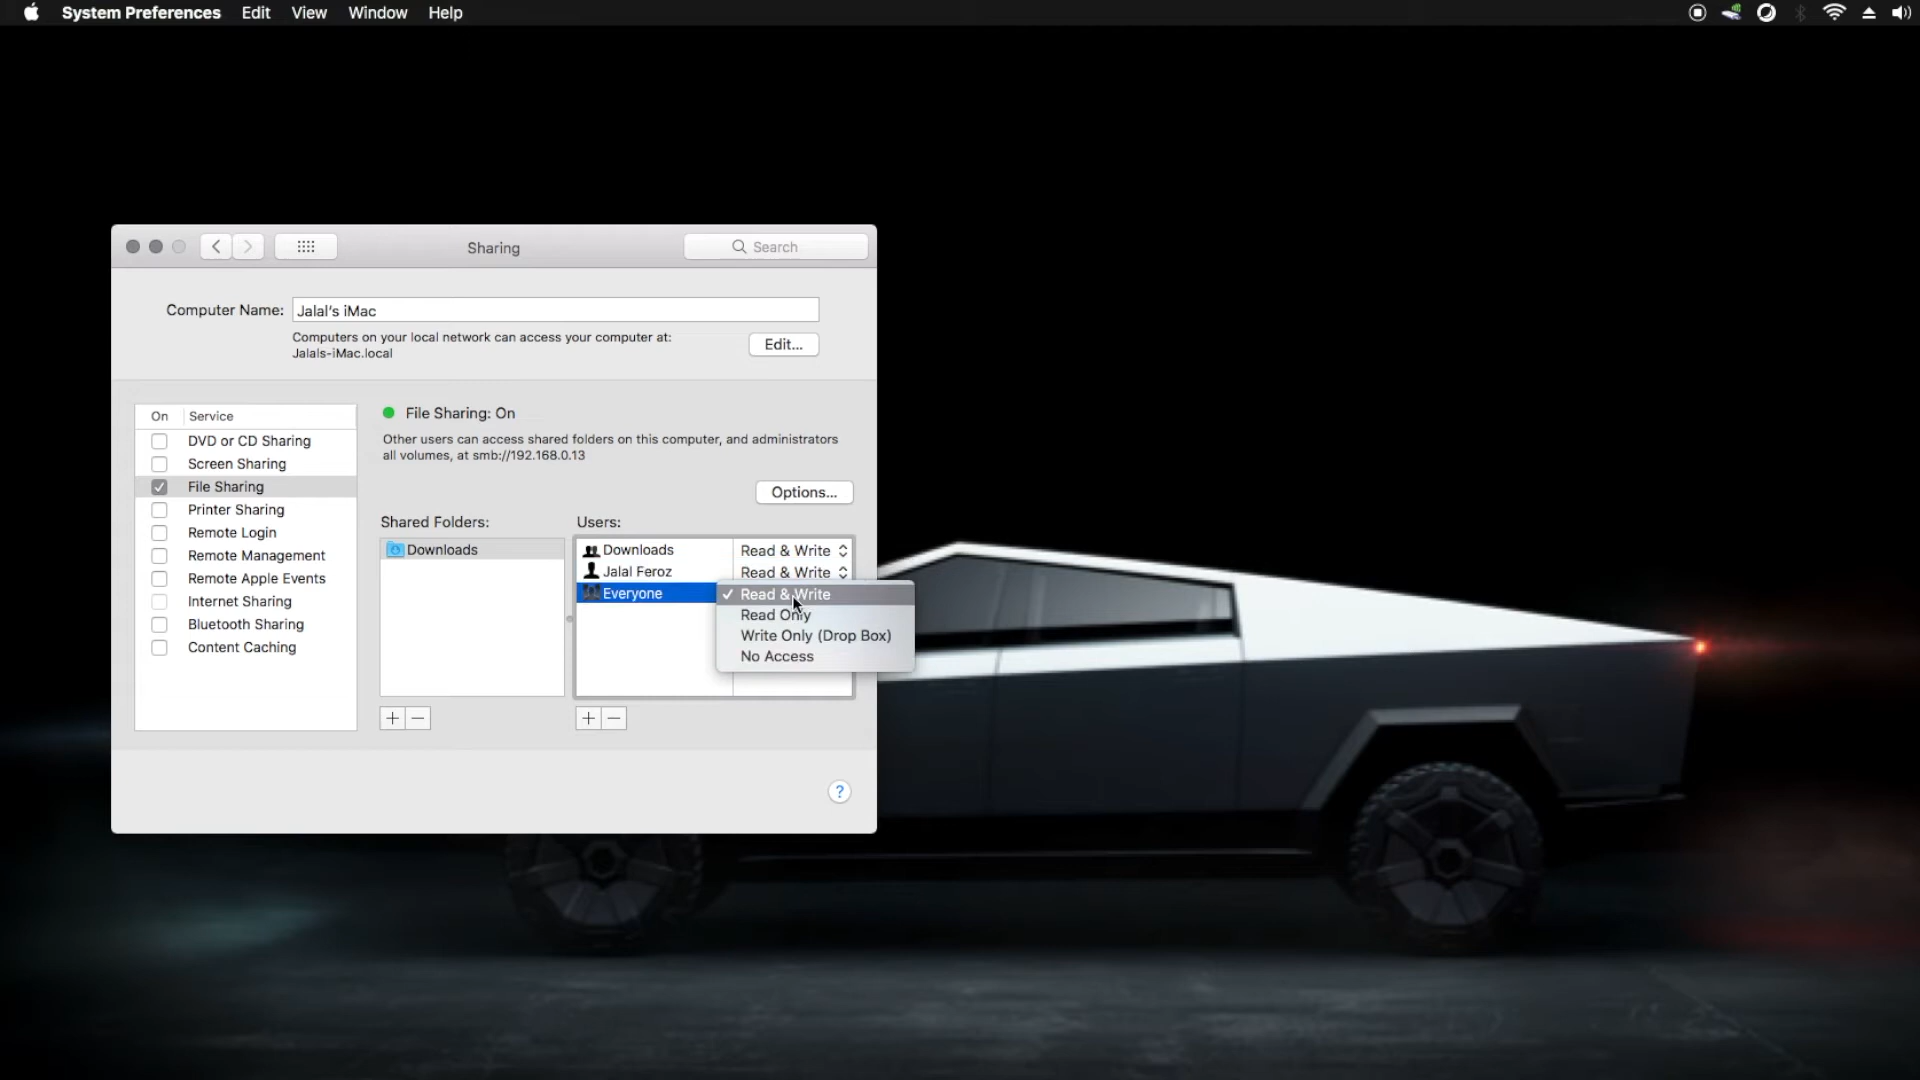 System Preferences Edit View Window Help
Sharing
Search
Computer Name: Jalal's iMac
Computers on your local network can access your computer at:
Jalals-iMac.local
Edit...
On Service
DVD or CD Sharing
Screen Sharing
File Sharing
Printer Sharing
Remote Login
Remote Management
Remote Apple Events
Internet Sharing
Bluetooth Sharing
Content Caching
File Sharing: On
Other users can access shared folders on this computer, and administrators
all volumes, at smb://192.168.0.13
Options...
Shared Folders:
Downloads
Users:
Downloads Read & Write
Jalal Feroz Read & Write
Everyone Read & Write
Read Only
Write Only (Drop Box)
No Access
+ −
+ −
?